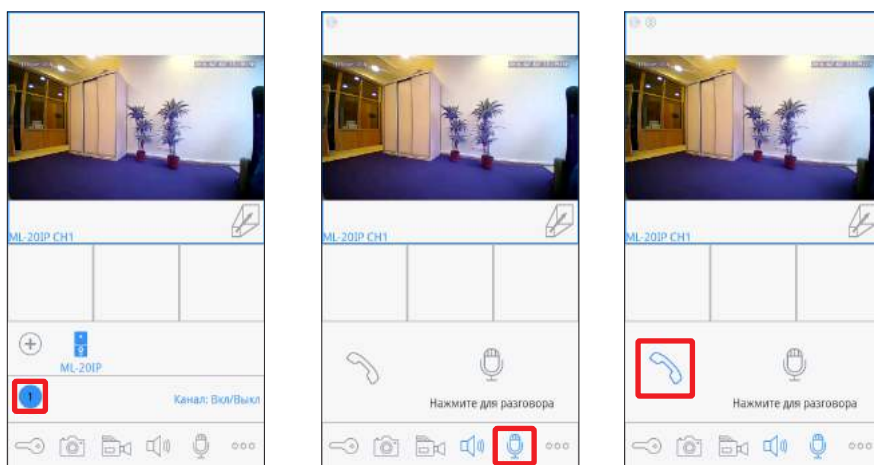 ML-20IP CH1
ML-20IP
1
Канал: Вкл/Выкл
ML-20IP CH1
Нажмите для разговора
ML-20IP CH1
Нажмите для разговора